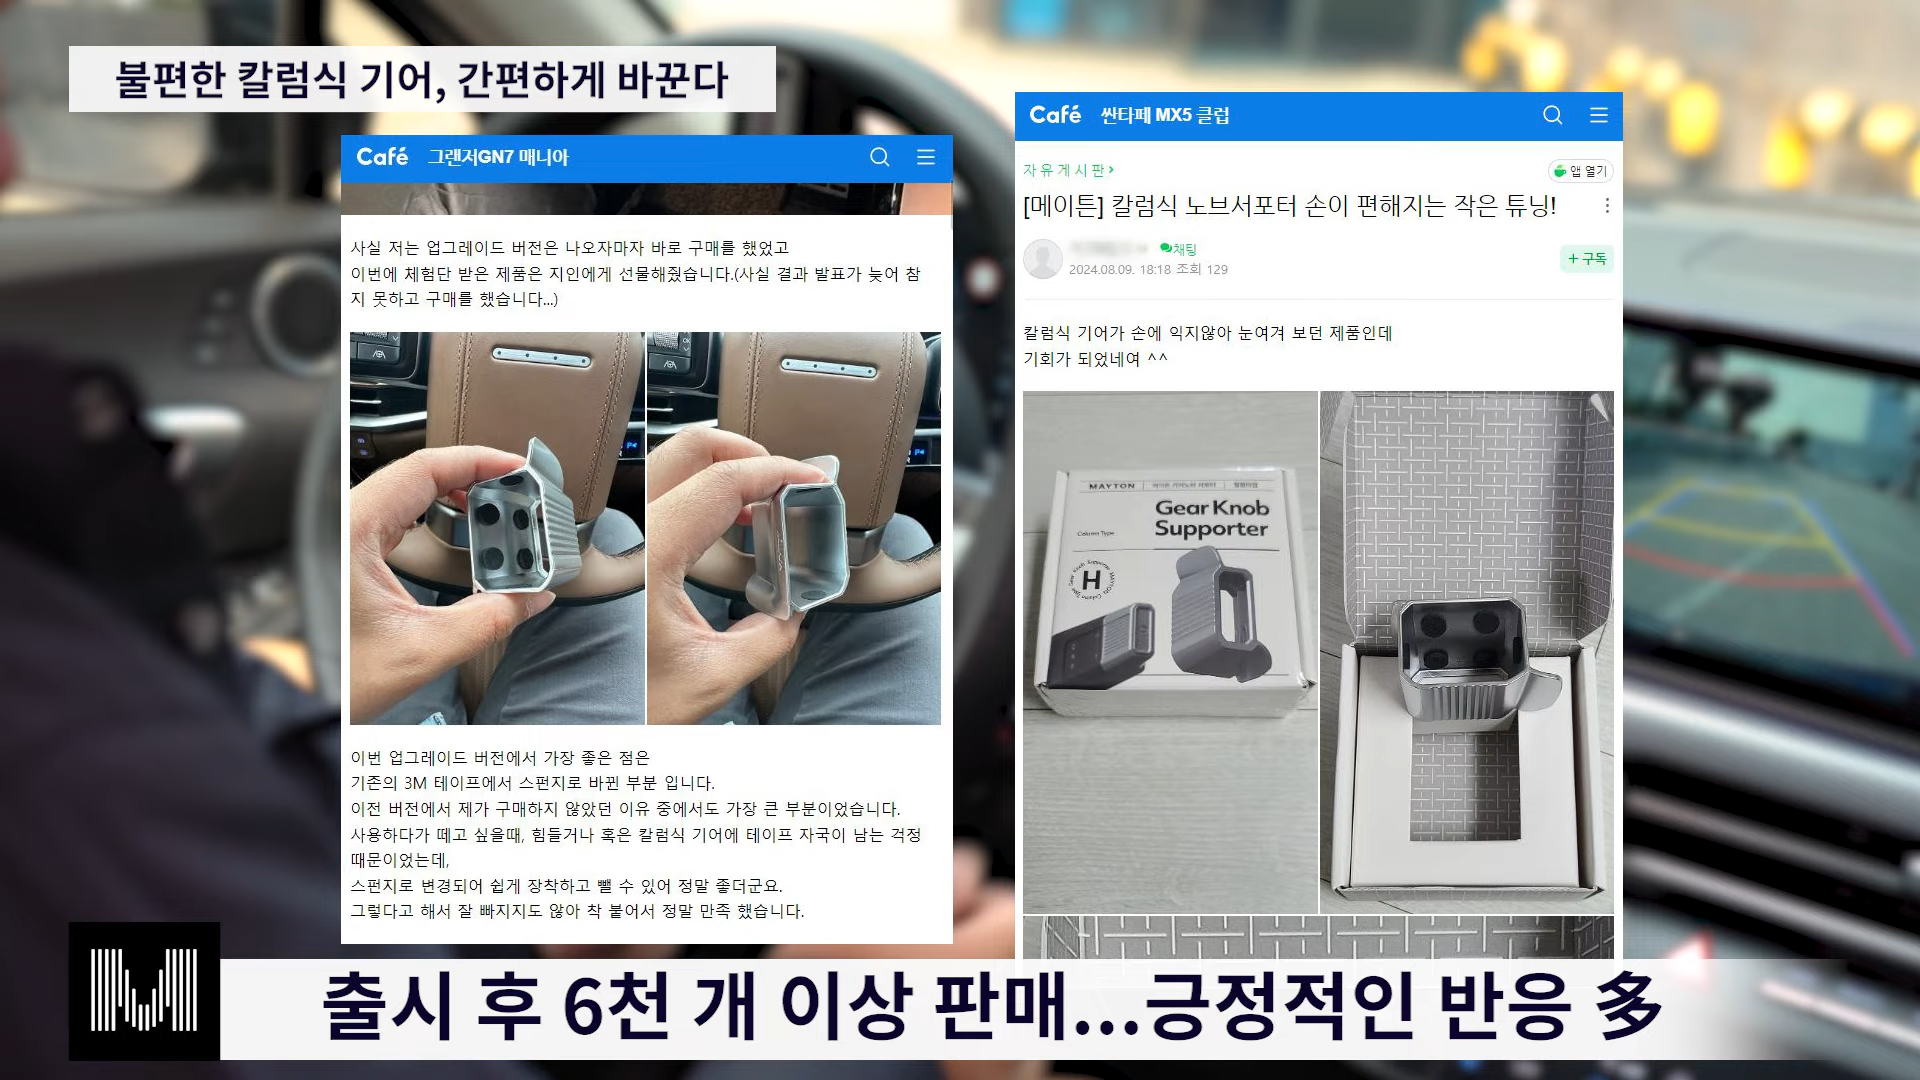 불편한 칼럼식 기어, 간편하게 바꾼다
Café 그랜저GN7 매니아
사실 저는 업그레이드 버전은 나오자마자 바로 구매를 했었고
이번에 체험단 받은 제품은 지인에게 선물해줬습니다.(사실 결과 발표가 늦어 참
지 못하고 구매를 했습니다...)
이번 업그레이드 버전에서 가장 좋은 점은
기존의 3M 테이프에서 스펀지로 바뀐 부분 입니다.
이전 버전에서 제가 구매하지 않았던 이유 중에서도 가장 큰 부분이었습니다.
사용하다가 떼고 싶을때, 힘들거나 혹은 칼럼식 기어에 테이프 자국이 남는 걱정
때문이었는데,
스펀지로 변경되어 쉽게 장착하고 뺄 수 있어 정말 좋더군요.
그렇다고 해서 잘 빠지지도 않아 착 붙어서 정말 만족 했습니다.
Café 싼타페 MX5 클럽
자유게시판
앱 열기
[메이튼] 칼럼식 노브서포터 손이 편해지는 작은 튜닝!
채팅
2024.08.09. 18:18 조회 129
+ 구독
칼럼식 기어가 손에 익지않아 눈여겨 보던 제품인데
기회가 되었네여 ^^
MAYTON
Gear Knob
Supporter
Column Type
H
출시 후 6천 개 이상 판매...긍정적인 반응 多